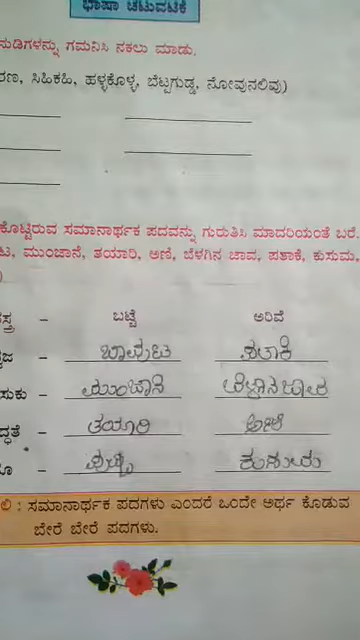 ಭಾಷಾ ಚಟುವಟಿಕೆ
ನುಡಿಗಳನ್ನು ಗಮನಿಸಿ ನಕಲು ಮಾಡು.
ರಣ, ಸಿಹಿಕಹಿ, ಹಳ್ಳಕೊಳ್ಳ, ಬೆಟ್ಟಗುಡ್ಡ, ನೋವುನಲಿವು)
ಕೊಟ್ಟಿರುವ ಸಮಾನಾರ್ಥಕ ಪದವನ್ನು ಗುರುತಿಸಿ ಮಾದರಿಯಂತೆ ಬರೆ.
ಟ, ಮುಂಜಾನೆ, ತಯಾರಿ, ಅಣಿ, ಬೆಳಗಿನ ಜಾವ, ಪತಾಕೆ, ಕುಸುಮ,
)
ಸ್ತ್ರ – ಬಟ್ಟೆ ಅರಿವೆ
ಜ – ಬಾವುಟ ಪತಾಕೆ
ಸುಕು – ಮುಂಜಾನೆ ಬೆಳಗಿನ ಜಾವ
ದ್ಧತೆ – ತಯಾರಿ ಅಣಿ
– ಪುಷ್ಪ ಕುಸುಮ
ಲಿ : ಸಮಾನಾರ್ಥಕ ಪದಗಳು ಎಂದರೆ ಒಂದೇ ಅರ್ಥ ಕೊಡುವ
ಬೇರೆ ಬೇರೆ ಪದಗಳು.